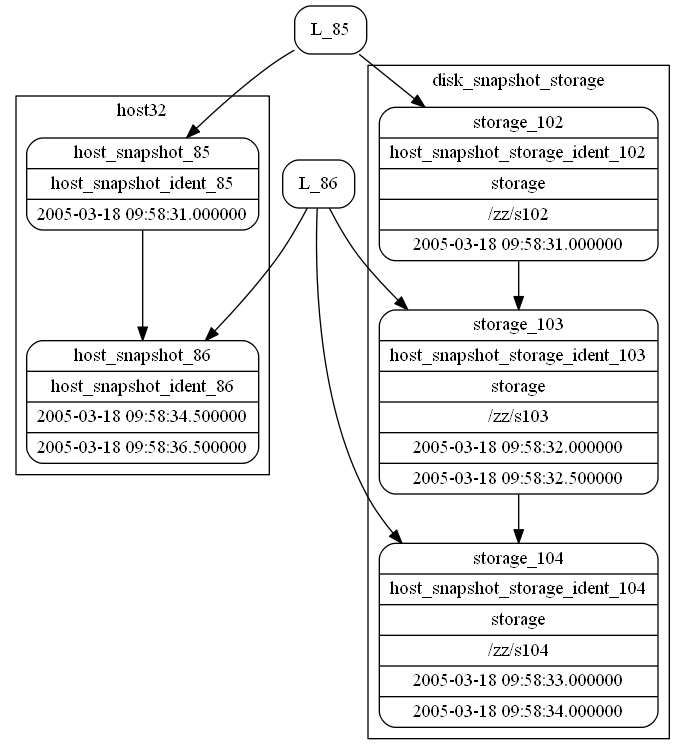 L_85
disk_snapshot_storage
host32
storage_102
host_snapshot_storage_ident_102
storage
/zz/s102
2005-03-18 09:58:31.000000
host_snapshot_85
host_snapshot_ident_85
2005-03-18 09:58:31.000000
L_86
storage_103
host_snapshot_storage_ident_103
storage
/zz/s103
2005-03-18 09:58:32.000000
2005-03-18 09:58:32.500000
host_snapshot_86
host_snapshot_ident_86
2005-03-18 09:58:34.500000
2005-03-18 09:58:36.500000
storage_104
host_snapshot_storage_ident_104
storage
/zz/s104
2005-03-18 09:58:33.000000
2005-03-18 09:58:34.000000